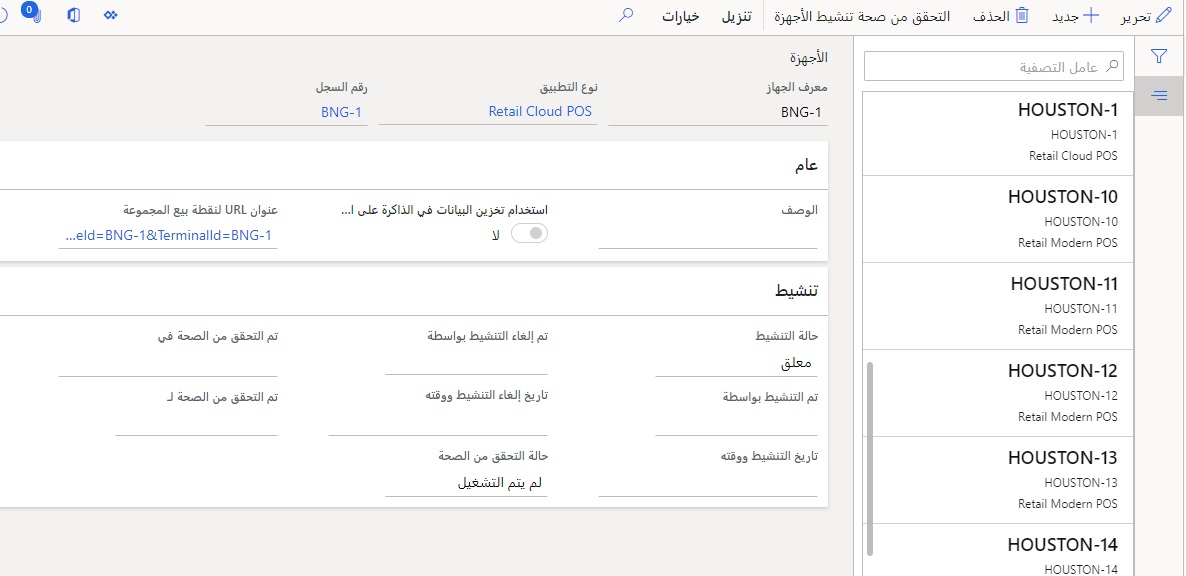 تحرير
جديد
الحذف
التحقق من صحة تنشيط الأجهزة
تنزيل
خيارات
0
عامل التصفية
HOUSTON-1
HOUSTON-1
Retail Cloud POS
HOUSTON-10
HOUSTON-10
Retail Modern POS
HOUSTON-11
HOUSTON-11
Retail Modern POS
HOUSTON-12
HOUSTON-12
Retail Modern POS
HOUSTON-13
HOUSTON-13
Retail Modern POS
HOUSTON-14
HOUSTON-14
الأجهزة
معرف الجهاز
نوع التطبيق
رقم السجل
BNG-1
Retail Cloud POS
BNG-1
عام
الوصف
استخدام تخزين البيانات في الذاكرة على ا...
عنوان URL لنقطة بيع المجموعة
لا
...eId=BNG-1&TerminalId=BNG-1
تنشيط
حالة التنشيط
تم إلغاء التنشيط بواسطة
تم التحقق من الصحة في
معلق
تم التنشيط بواسطة
تاريخ إلغاء التنشيط ووقته
تم التحقق من الصحة لـ
تاريخ التنشيط ووقته
حالة التحقق من الصحة
لم يتم التشغيل